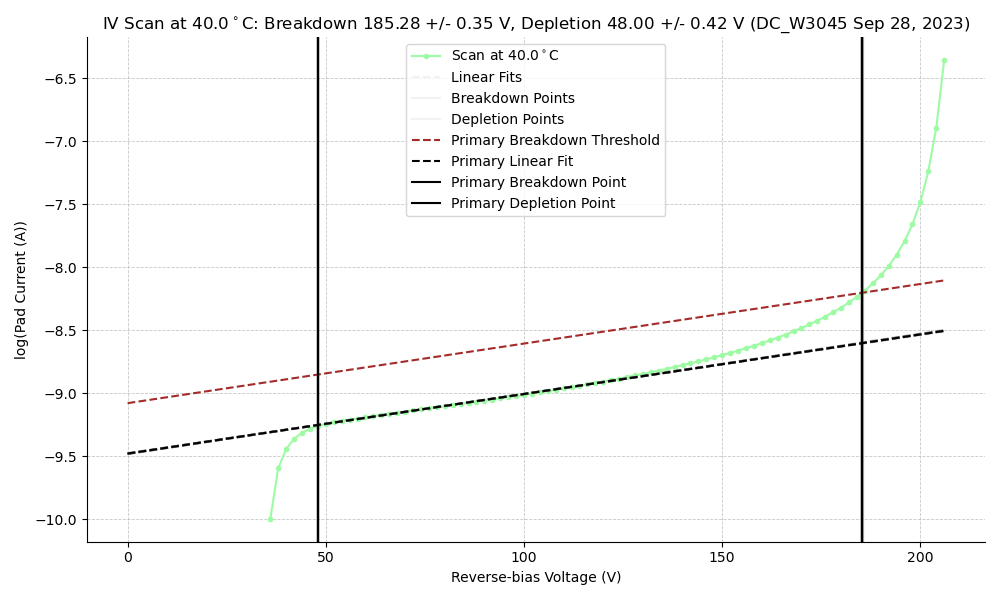 IV Scan at 40.0°C: Breakdown 185.28 +/- 0.35 V, Depletion 48.00 +/- 0.42 V (DC_W3045 Sep 28, 2023)
Scan at 40.0°C
Linear Fits
Breakdown Points
Depletion Points
Primary Breakdown Threshold
Primary Linear Fit
Primary Breakdown Point
Primary Depletion Point
log(Pad Current (A))
−6.5
−7.0
−7.5
−8.0
−8.5
−9.0
−9.5
−10.0
0
50
100
150
200
Reverse-bias Voltage (V)